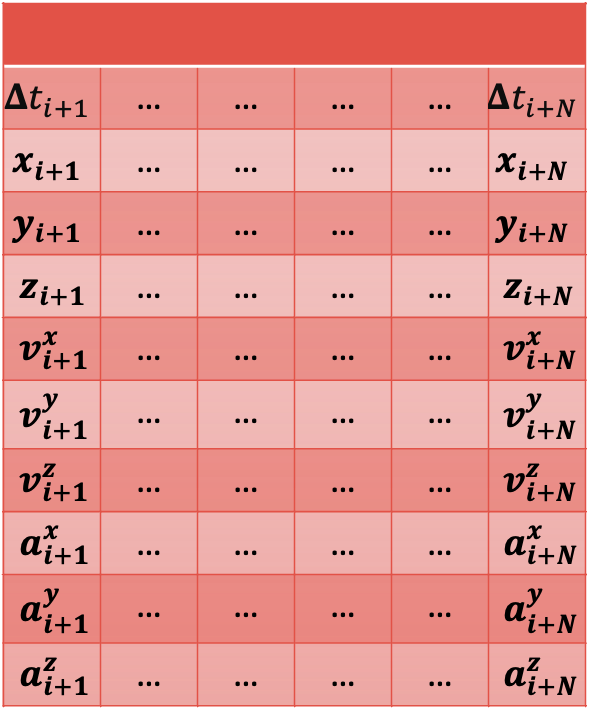 Δt_{i+1} ... ... ... ... Δt_{i+N}
x_{i+1} ... ... ... ... x_{i+N}
y_{i+1} ... ... ... ... y_{i+N}
z_{i+1} ... ... ... ... z_{i+N}
v^x_{i+1} ... ... ... ... v^x_{i+N}
v^y_{i+1} ... ... ... ... v^y_{i+N}
v^z_{i+1} ... ... ... ... v^z_{i+N}
a^x_{i+1} ... ... ... ... a^x_{i+N}
a^y_{i+1} ... ... ... ... a^y_{i+N}
a^z_{i+1} ... ... ... ... a^z_{i+N}